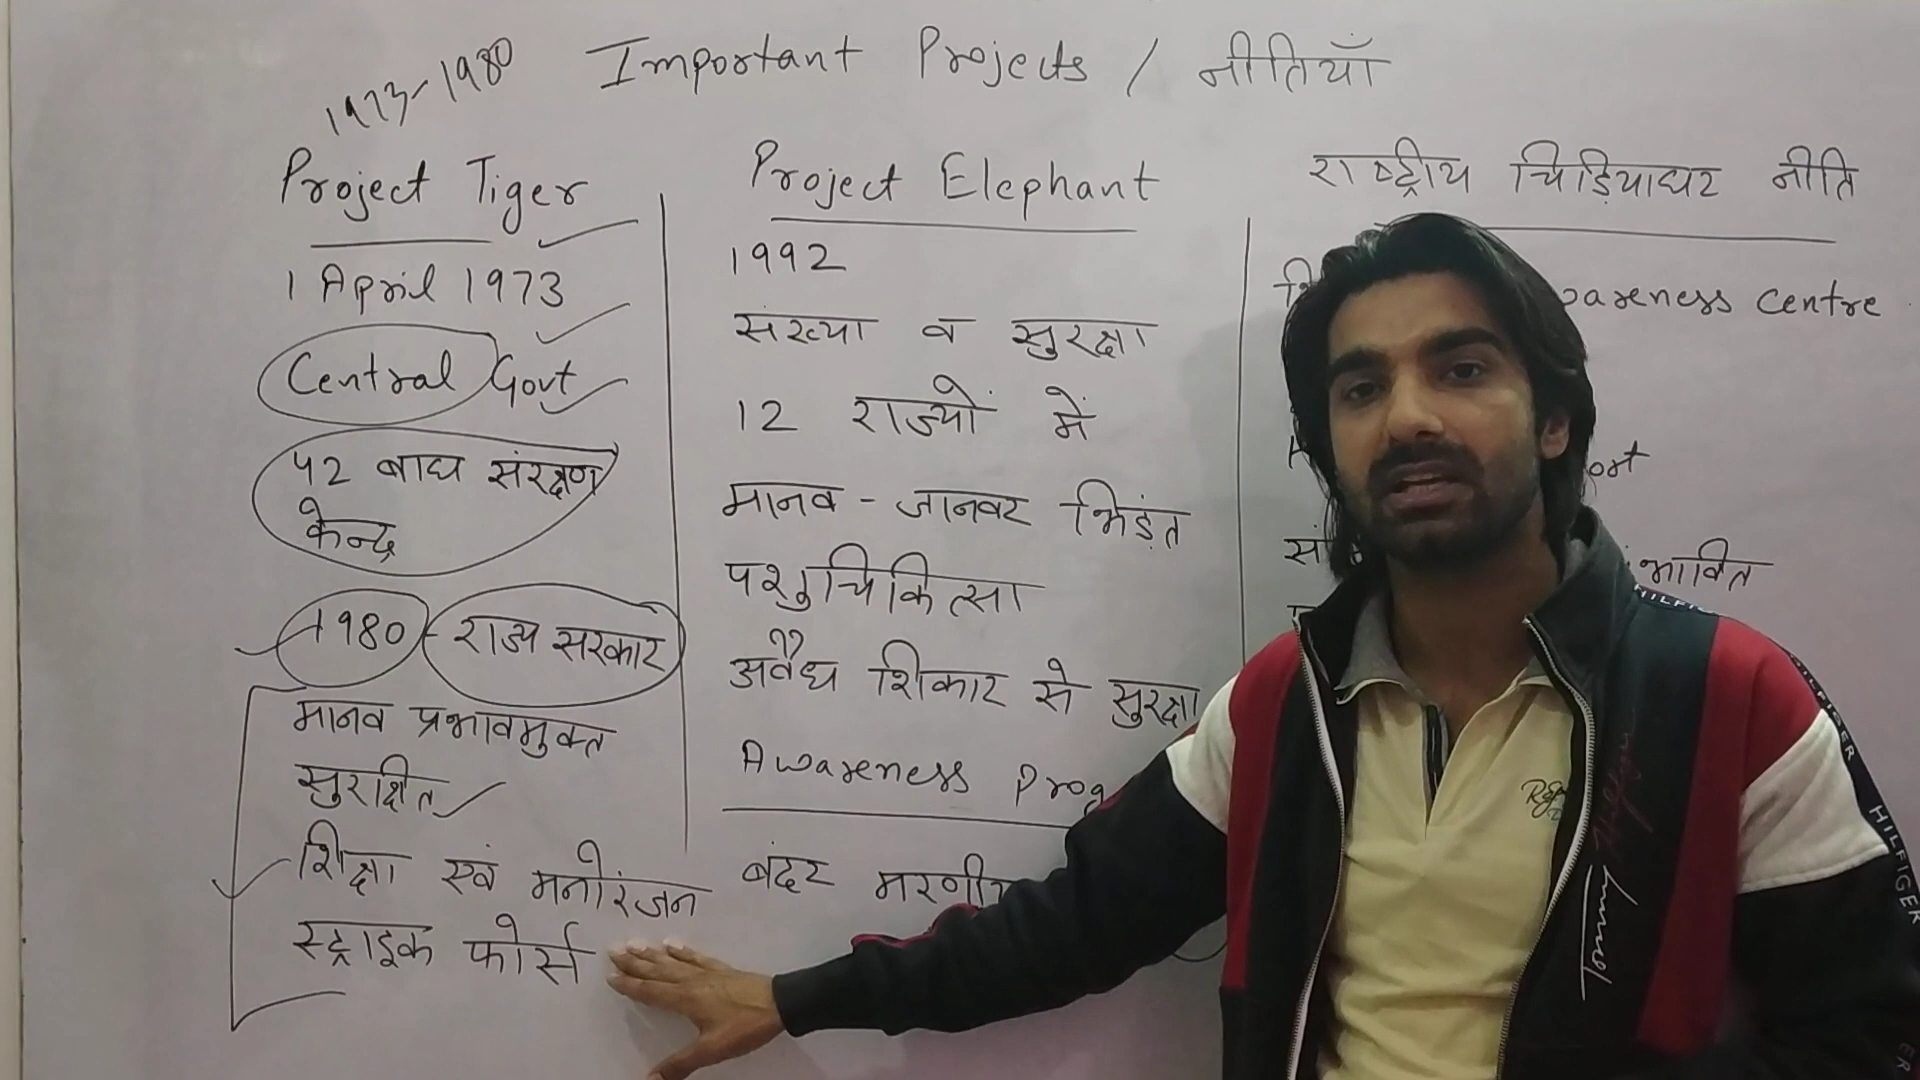 1973-1980
Important Projects / नीतियाँ
Project Tiger
1 April 1973
Central Govt
42 बाघ संरक्षण
केन्द्र
1980 - राज्य सरकार
मानव प्रभावमुक्त
सुरक्षित
शिक्षा एवं मनोरंजन
स्ट्राइक फोर्स
Project Elephant
1992
संख्या व सुरक्षा
12 राज्यों में
मानव - जानवर भिड़ंत
पशुचिकित्सा
अवैध शिकार से सुरक्षा
Awareness Prog
बंदर
राष्ट्रीय चिड़ियाघर नीति
Centre
HILFIGER
HILFIGER